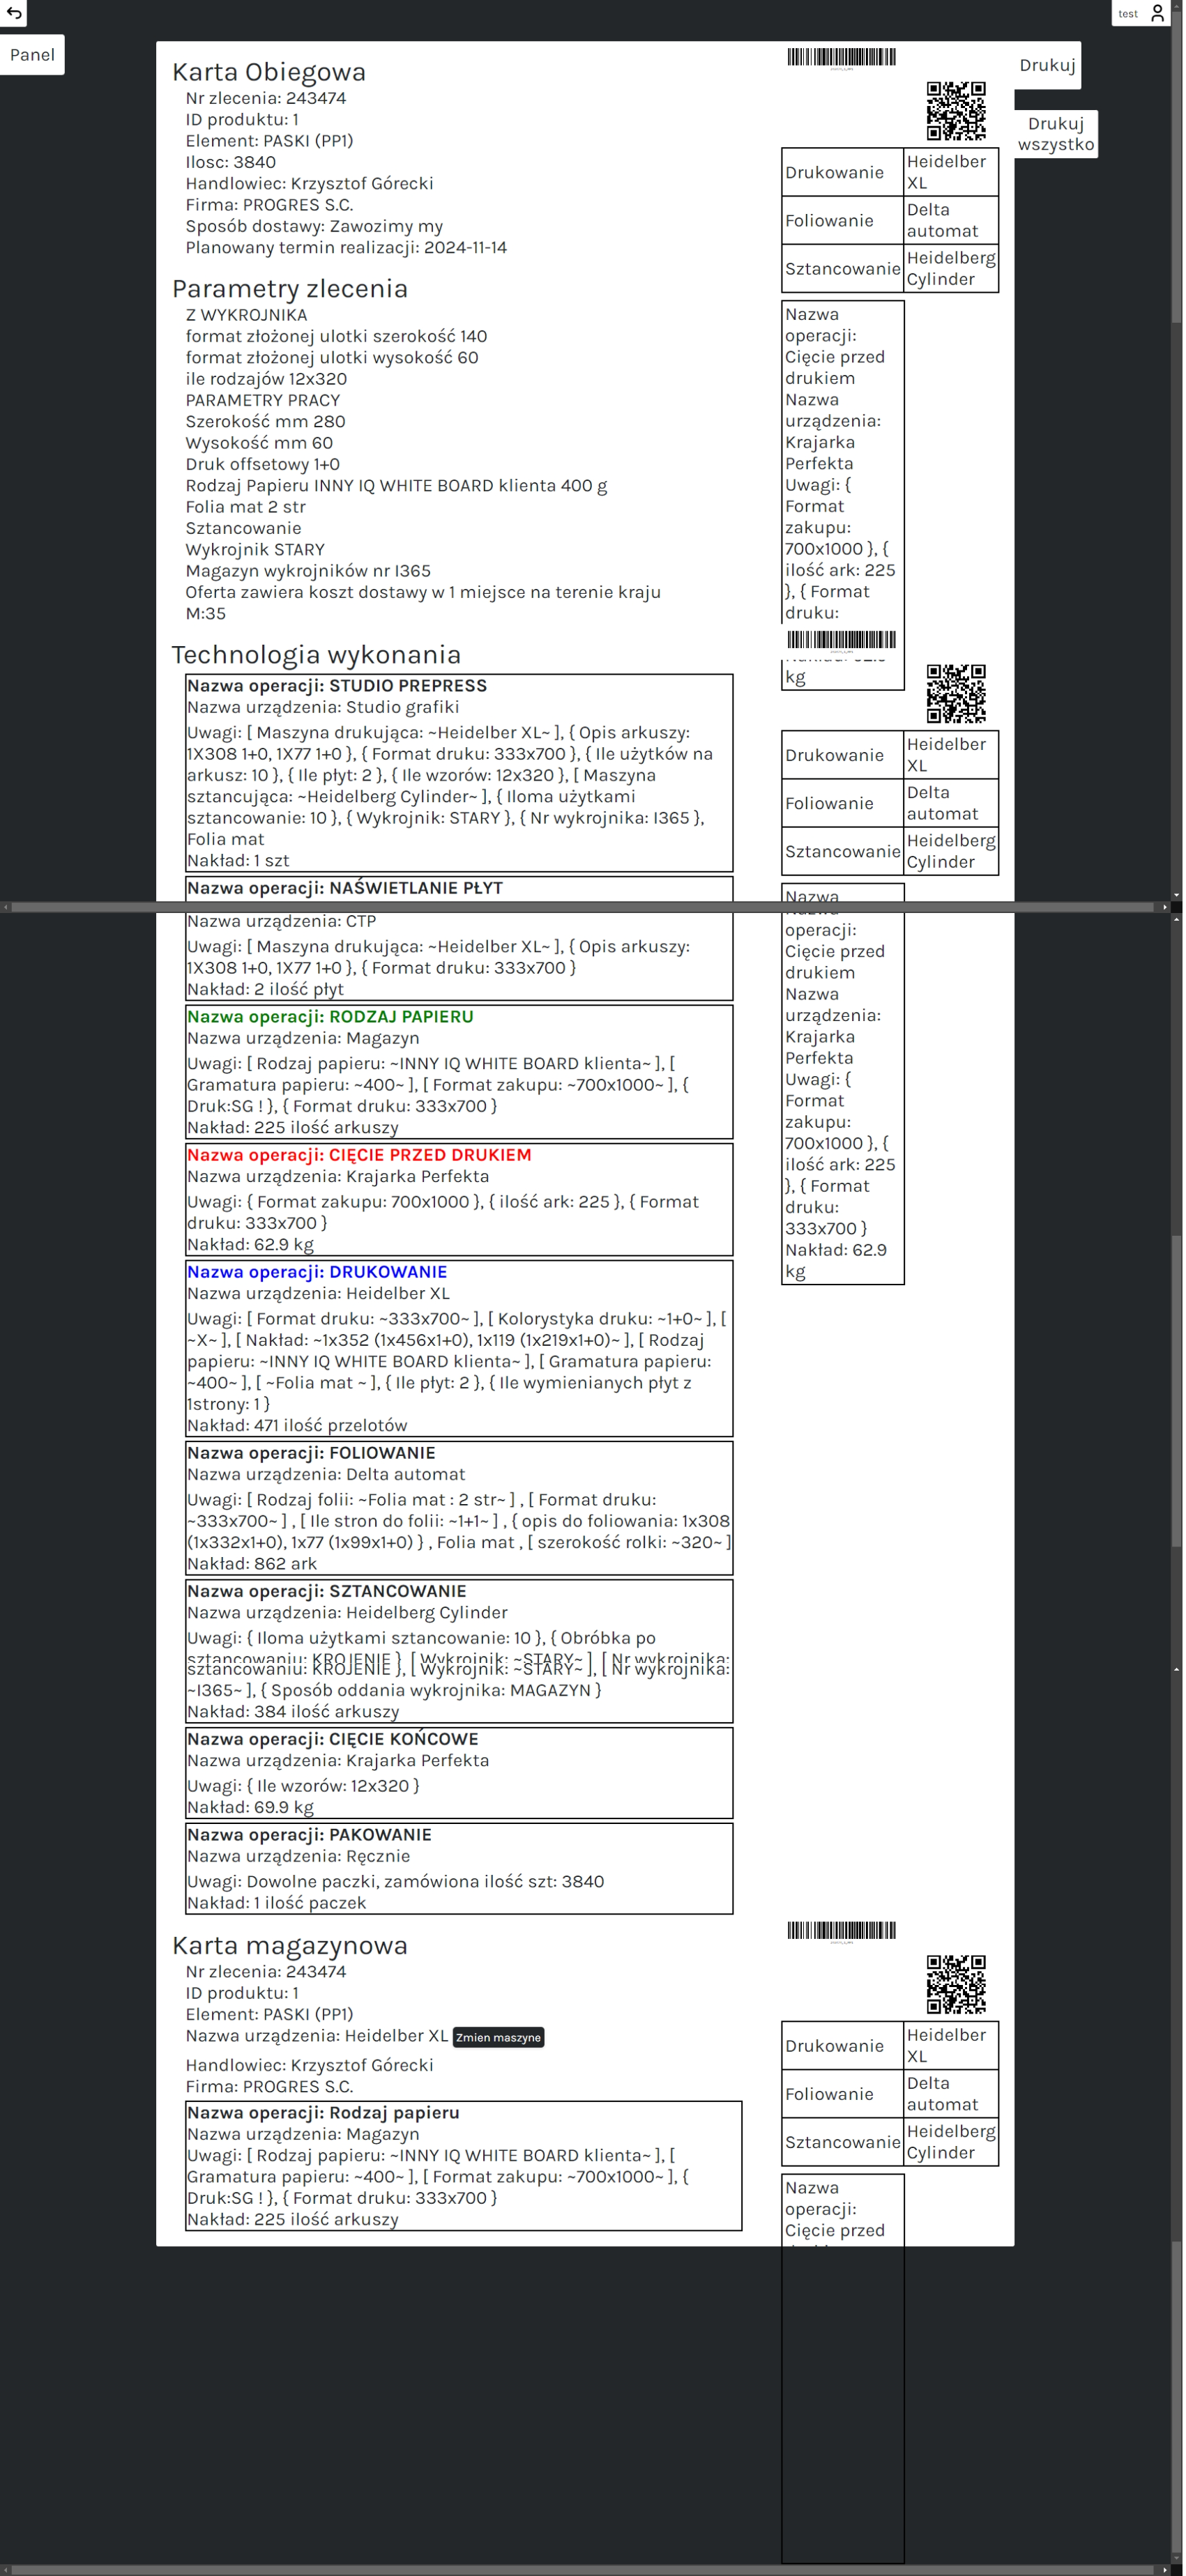 test
Panel
Drukuj
Drukuj
wszystko
Karta Obiegowa
Nr zlecenia: 243474
ID produktu: 1
Element: PASKI (PP1)
Ilosc: 3840
Handlowiec: Krzysztof Górecki
Firma: PROGRES S.C.
Sposób dostawy: Zawozimy my
Planowany termin realizacji: 2024-11-14
Parametry zlecenia
Z WYKROJNIKA
format złożonej ulotki szerokość 140
format złożonej ulotki wysokość 60
ile rodzajów 12x320
PARAMETRY PRACY
Szerokość mm 280
Wysokość mm 60
Druk offsetowy 1+0
Rodzaj Papieru INNY IQ WHITE BOARD klienta 400 g
Folia mat 2 str
Sztancowanie
Wykrojnik STARY
Magazyn wykrojników nr I365
Oferta zawiera koszt dostawy w 1 miejsce na terenie kraju
M:35
Drukowanie
Heidelber
XL
Foliowanie
Delta
automat
Sztancowanie
Heidelberg
Cylinder
Nazwa
operacji:
Cięcie przed
drukiem
Nazwa
urządzenia:
Krajarka
Perfekta
Uwagi: {
Format
zakupu:
700x1000 }, {
ilość ark: 225
}, { Format
druku:
kg
Technologia wykonania
Nazwa operacji: STUDIO PREPRESS
Nazwa urządzenia: Studio grafiki
Uwagi: [ Maszyna drukująca: ~Heidelber XL~ ], { Opis arkuszy:
1X308 1+0, 1X77 1+0 }, { Format druku: 333x700 }, { Ile użytków na
arkusz: 10 }, { Ile płyt: 2 }, { Ile wzorów: 12x320 }, [ Maszyna
sztancująca: ~Heidelberg Cylinder~ ], { Iloma użytkami
sztancowanie: 10 }, { Wykrojnik: STARY }, { Nr wykrojnika: I365 },
Folia mat
Nakład: 1 szt
Nazwa operacji: NAŚWIETLANIE PŁYT
Nazwa urządzenia: CTP
Uwagi: [ Maszyna drukująca: ~Heidelber XL~ ], { Opis arkuszy:
1X308 1+0, 1X77 1+0 }, { Format druku: 333x700 }
Nakład: 2 ilość płyt
Nazwa operacji: RODZAJ PAPIERU
Nazwa urządzenia: Magazyn
Uwagi: [ Rodzaj papieru: ~INNY IQ WHITE BOARD klienta~ ], [
Gramatura papieru: ~400~ ], [ Format zakupu: ~700x1000~ ], {
Druk:SG ! }, { Format druku: 333x700 }
Nakład: 225 ilość arkuszy
Nazwa operacji: CIĘCIE PRZED DRUKIEM
Nazwa urządzenia: Krajarka Perfekta
Uwagi: { Format zakupu: 700x1000 }, { ilość ark: 225 }, { Format
druku: 333x700 }
Nakład: 62.9 kg
Nazwa operacji: DRUKOWANIE
Nazwa urządzenia: Heidelber XL
Uwagi: [ Format druku: ~333x700~ ], [ Kolorystyka druku: ~1+0~ ], [
~X~ ], [ Nakład: ~1x352 (1x456x1+0), 1x119 (1x219x1+0)~ ], [ Rodzaj
papieru: ~INNY IQ WHITE BOARD klienta~ ], [ Gramatura papieru:
~400~ ], [ ~Folia mat ~ ], { Ile płyt: 2 }, { Ile wymienianych płyt z
1strony: 1 }
Nakład: 471 ilość przelotów
Nazwa operacji: FOLIOWANIE
Nazwa urządzenia: Delta automat
Uwagi: [ Rodzaj folii: ~Folia mat : 2 str~ ] , [ Format druku:
~333x700~ ] , [ Ile stron do folii: ~1+1~ ] , { opis do foliowania: 1x308
(1x332x1+0), 1x77 (1x99x1+0) } , Folia mat , [ szerokość rolki: ~320~ ]
Nakład: 862 ark
Nazwa operacji: SZTANCOWANIE
Nazwa urządzenia: Heidelberg Cylinder
Uwagi: { Iloma użytkami sztancowanie: 10 }, { Obróbka po
sztancowaniu: KROJENIE }, [ Wykrojnik: ~STARY~ ], [ Nr wykrojnika:
sztancowaniu: KROJENIE }, [ Wykrojnik: ~STARY~ ], [ Nr wykrojnika:
~I365~ ], { Sposób oddania wykrojnika: MAGAZYN }
Nakład: 384 ilość arkuszy
Nazwa operacji: CIĘCIE KOŃCOWE
Nazwa urządzenia: Krajarka Perfekta
Uwagi: { Ile wzorów: 12x320 }
Nakład: 69.9 kg
Nazwa operacji: PAKOWANIE
Nazwa urządzenia: Ręcznie
Uwagi: Dowolne paczki, zamówiona ilość szt: 3840
Nakład: 1 ilość paczek
Drukowanie
Heidelber
XL
Foliowanie
Delta
automat
Sztancowanie
Heidelberg
Cylinder
Nazwa
operacji:
Cięcie przed
drukiem
Nazwa
urządzenia:
Krajarka
Perfekta
Uwagi: {
Format
zakupu:
700x1000 }, {
ilość ark: 225
}, { Format
druku:
333x700 }
Nakład: 62.9
kg
Karta magazynowa
Nr zlecenia: 243474
ID produktu: 1
Element: PASKI (PP1)
Nazwa urządzenia: Heidelber XL Zmien maszyne
Handlowiec: Krzysztof Górecki
Firma: PROGRES S.C.
Nazwa operacji: Rodzaj papieru
Nazwa urządzenia: Magazyn
Uwagi: [ Rodzaj papieru: ~INNY IQ WHITE BOARD klienta~ ], [
Gramatura papieru: ~400~ ], [ Format zakupu: ~700x1000~ ], {
Druk:SG ! }, { Format druku: 333x700 }
Nakład: 225 ilość arkuszy
Drukowanie
Heidelber
XL
Foliowanie
Delta
automat
Sztancowanie
Heidelberg
Cylinder
Nazwa
operacji:
Cięcie przed